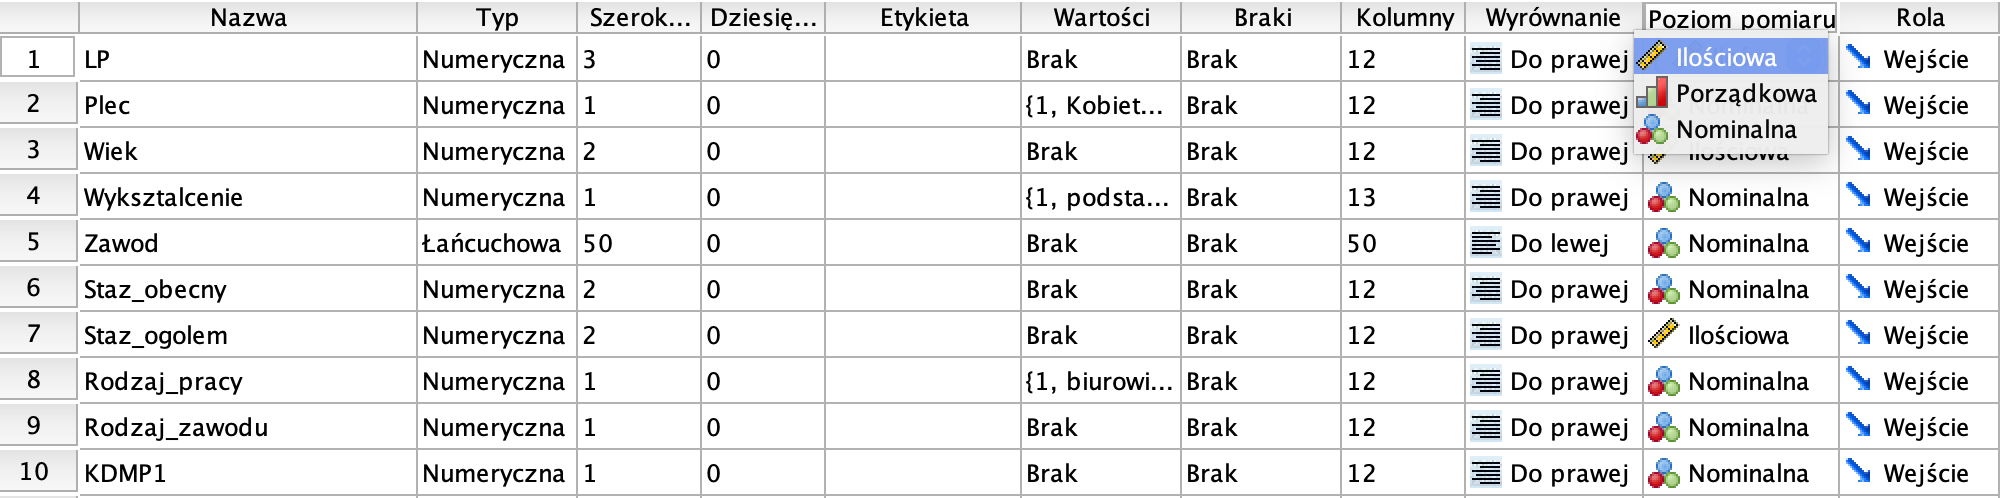 Nazwa Typ Szerok... Dziesię... Etykieta Wartości Braki Kolumny Wyrównanie Poziom pomiaru Rola
1 LP Numeryczna 3 0 Brak Brak 12 Do prawej Ilościowa Wejście
2 Plec Numeryczna 1 0 {1, Kobiet... Brak 12 Do prawej Porządkowa Wejście
Nominalna
3 Wiek Numeryczna 2 0 Brak Brak 12 Do prawej Ilościowa Wejście
4 Wyksztalcenie Numeryczna 1 0 {1, podsta... Brak 13 Do prawej Nominalna Wejście
5 Zawod Łańcuchowa 50 0 Brak Brak 50 Do lewej Nominalna Wejście
6 Staz_obecny Numeryczna 2 0 Brak Brak 12 Do prawej Nominalna Wejście
7 Staz_ogolem Numeryczna 2 0 Brak Brak 12 Do prawej Ilościowa Wejście
8 Rodzaj_pracy Numeryczna 1 0 {1, biurowi... Brak 12 Do prawej Nominalna Wejście
9 Rodzaj_zawodu Numeryczna 1 0 Brak Brak 12 Do prawej Nominalna Wejście
10 KDMP1 Numeryczna 1 0 Brak Brak 12 Do prawej Nominalna Wejście